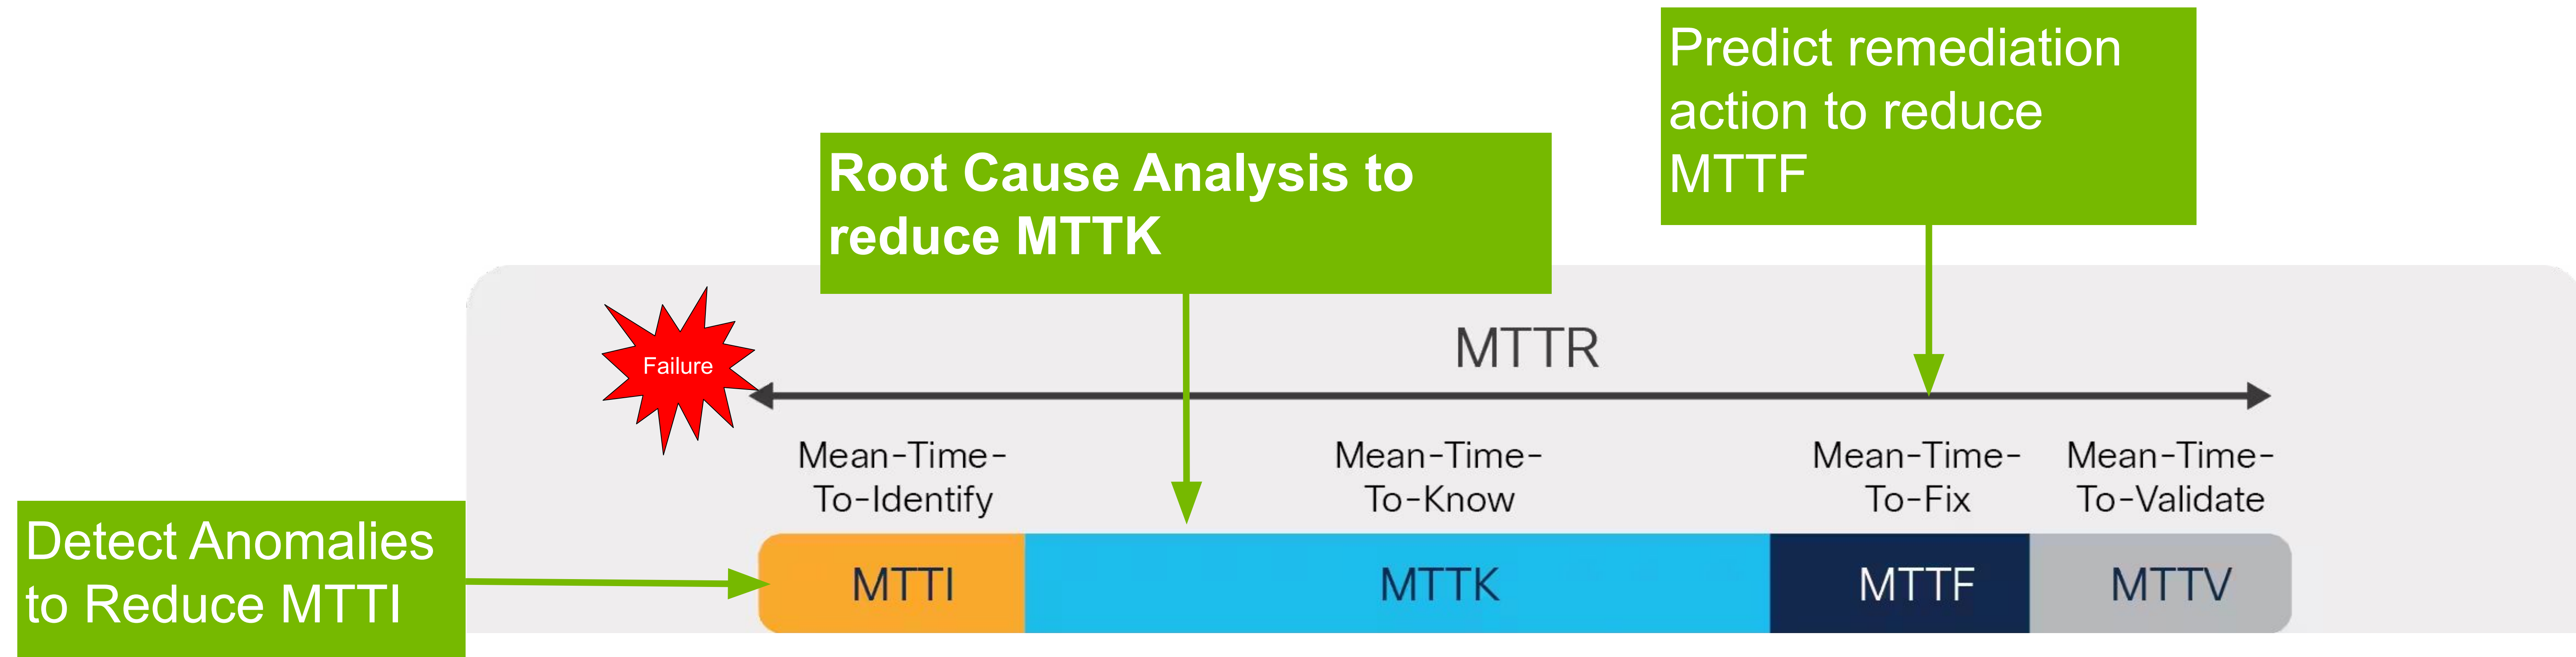 Predict remediation
action to reduce
MTTF
Root Cause Analysis to
reduce MTTK
Failure
MTTR
Mean-Time-
To-Identify
Mean-Time-
To-Know
Mean-Time-
To-Fix
Mean-Time-
To-Validate
Detect Anomalies
to Reduce MTTI
MTTI
MTTK
MTTF
MTTV